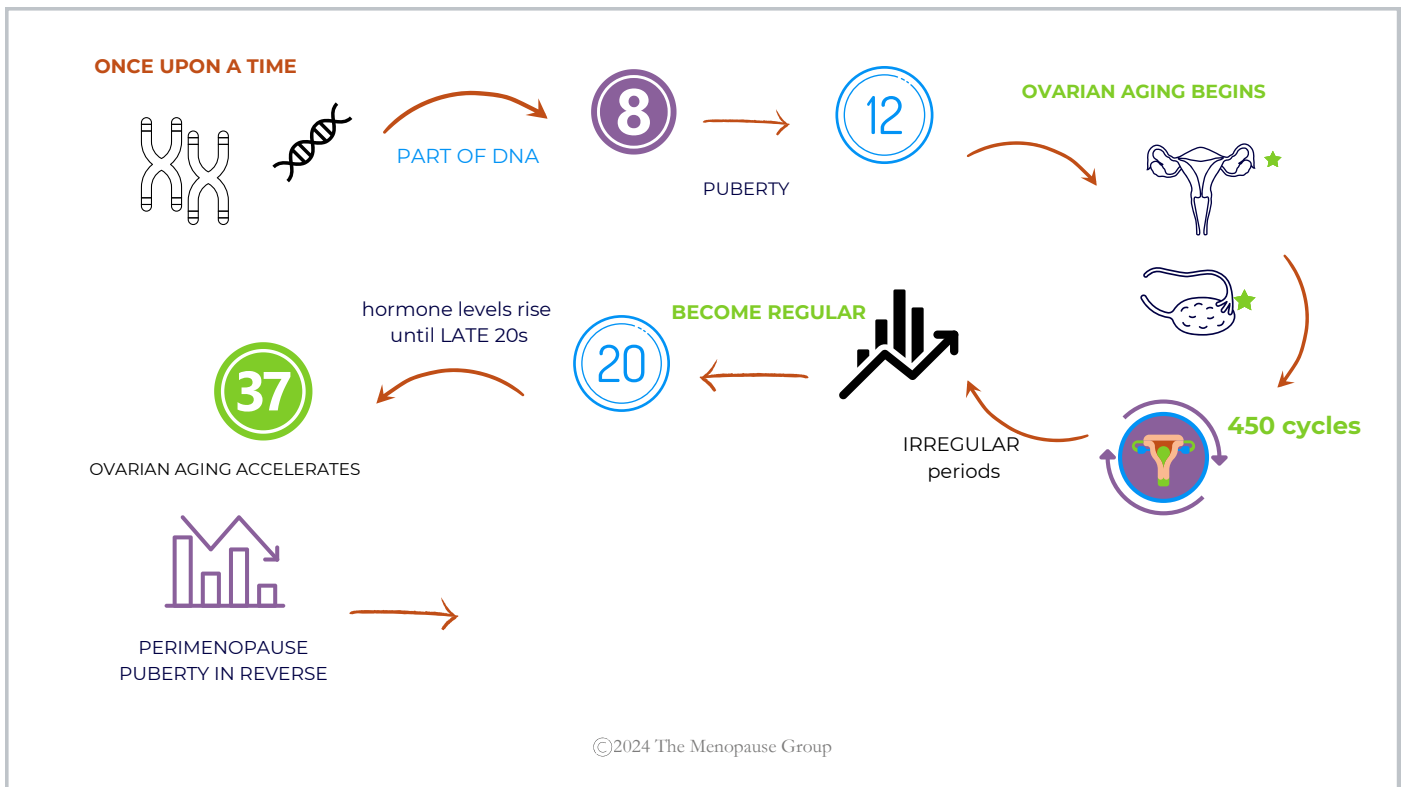 ONCE UPON A TIME
PART OF DNA
8
PUBERTY
12
OVARIAN AGING BEGINS
450 cycles
IRREGULAR
periods
BECOME REGULAR
20
hormone levels rise
until LATE 20s
37
OVARIAN AGING ACCELERATES
PERIMENOPAUSE
PUBERTY IN REVERSE
©2024 The Menopause Group